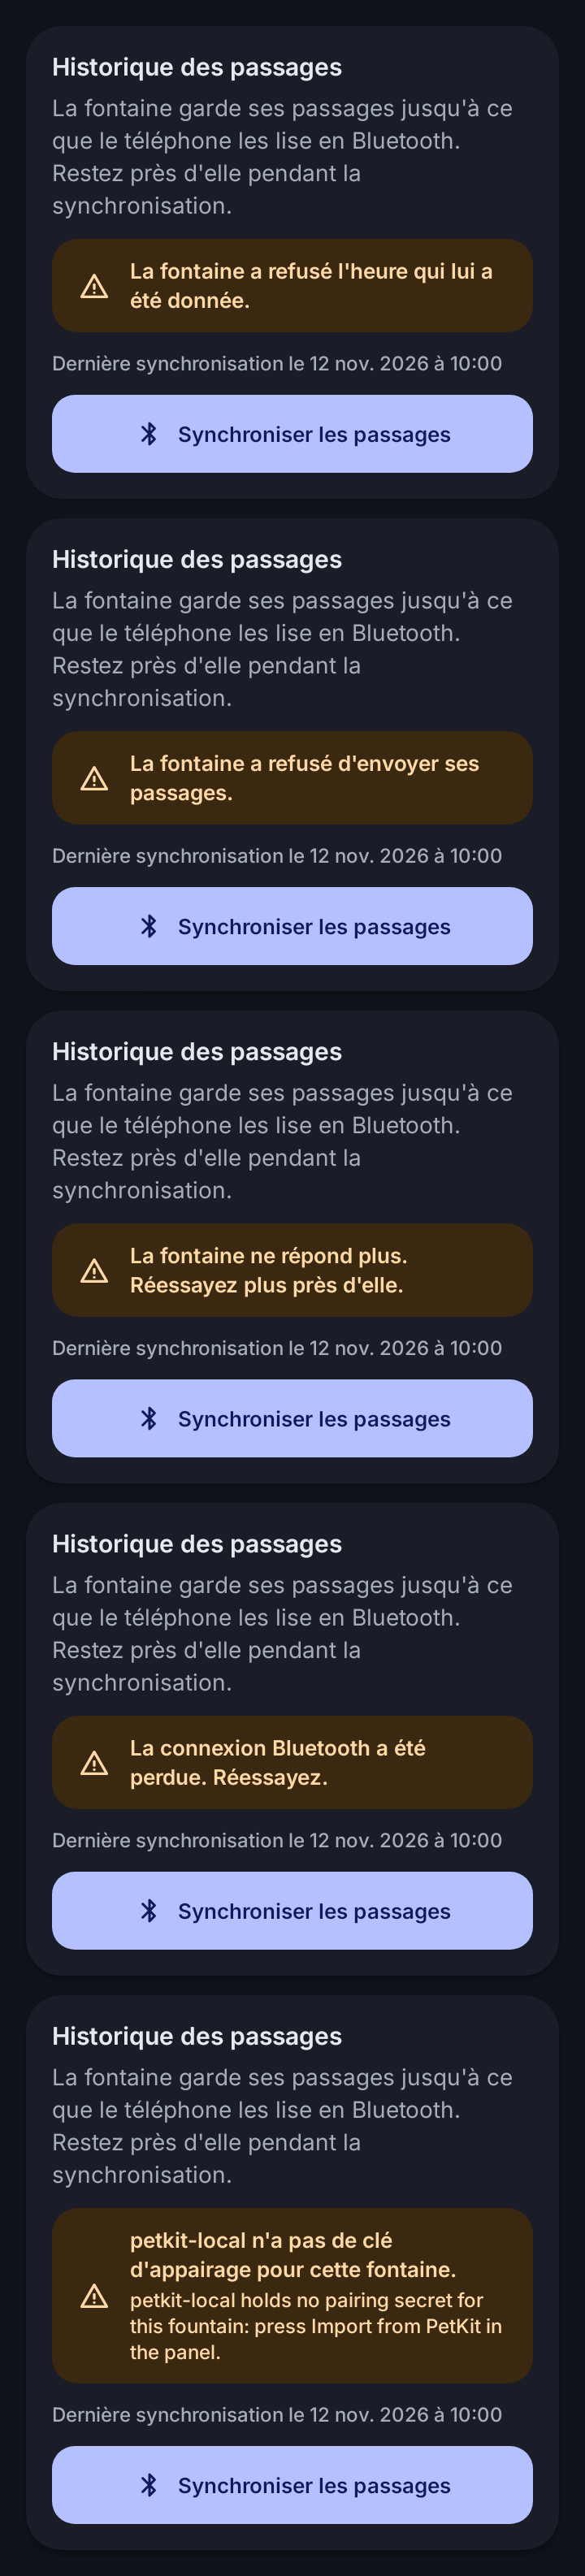 Historique des passages
La fontaine garde ses passages jusqu'à ce
que le téléphone les lise en Bluetooth.
Restez près d'elle pendant la
synchronisation.
La fontaine a refusé l'heure qui lui a
été donnée.
Dernière synchronisation le 12 nov. 2026 à 10:00
Synchroniser les passages
Historique des passages
La fontaine garde ses passages jusqu'à ce
que le téléphone les lise en Bluetooth.
Restez près d'elle pendant la
synchronisation.
La fontaine a refusé d'envoyer ses
passages.
Dernière synchronisation le 12 nov. 2026 à 10:00
Synchroniser les passages
Historique des passages
La fontaine garde ses passages jusqu'à ce
que le téléphone les lise en Bluetooth.
Restez près d'elle pendant la
synchronisation.
La fontaine ne répond plus.
Réessayez plus près d'elle.
Dernière synchronisation le 12 nov. 2026 à 10:00
Synchroniser les passages
Historique des passages
La fontaine garde ses passages jusqu'à ce
que le téléphone les lise en Bluetooth.
Restez près d'elle pendant la
synchronisation.
La connexion Bluetooth a été
perdue. Réessayez.
Dernière synchronisation le 12 nov. 2026 à 10:00
Synchroniser les passages
Historique des passages
La fontaine garde ses passages jusqu'à ce
que le téléphone les lise en Bluetooth.
Restez près d'elle pendant la
synchronisation.
petkit-local n'a pas de clé
d'appairage pour cette fontaine.
petkit-local holds no pairing secret for
this fountain: press Import from PetKit in
the panel.
Dernière synchronisation le 12 nov. 2026 à 10:00
Synchroniser les passages